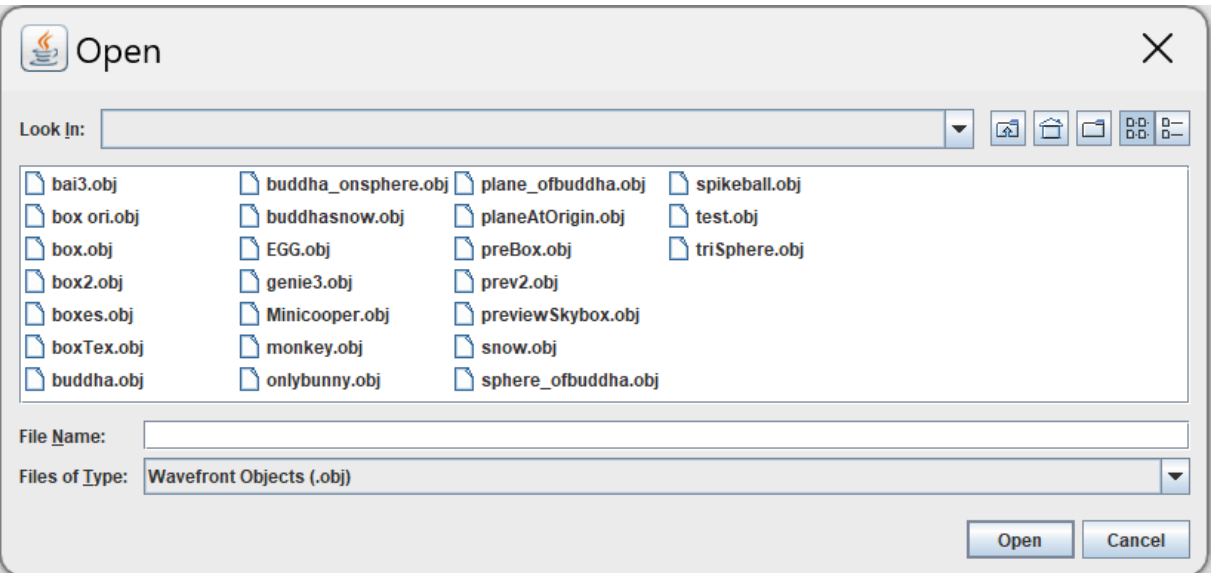 Open
Look In:
bai3.obj buddha_onsphere.obj plane_ofbuddha.obj spikeball.obj
box ori.obj buddhasnow.obj planeAtOrigin.obj test.obj
box.obj EGG.obj preBox.obj triSphere.obj
box2.obj genie3.obj prev2.obj
boxes.obj Minicooper.obj previewSkybox.obj
boxTex.obj monkey.obj snow.obj
buddha.obj onlybunny.obj sphere_ofbuddha.obj
File Name:
Files of Type: Wavefront Objects (.obj)
Open Cancel